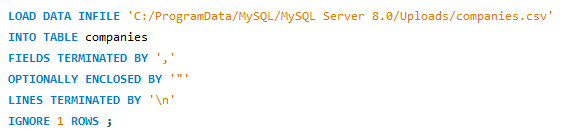 LOAD DATA INFILE 'C:/ProgramData/MySQL/MySQL Server 8.0/Uploads/companies.csv'
INTO TABLE companies
FIELDS TERMINATED BY ','
OPTIONALLY ENCLOSED BY '"'
LINES TERMINATED BY '\n'
IGNORE 1 ROWS ;